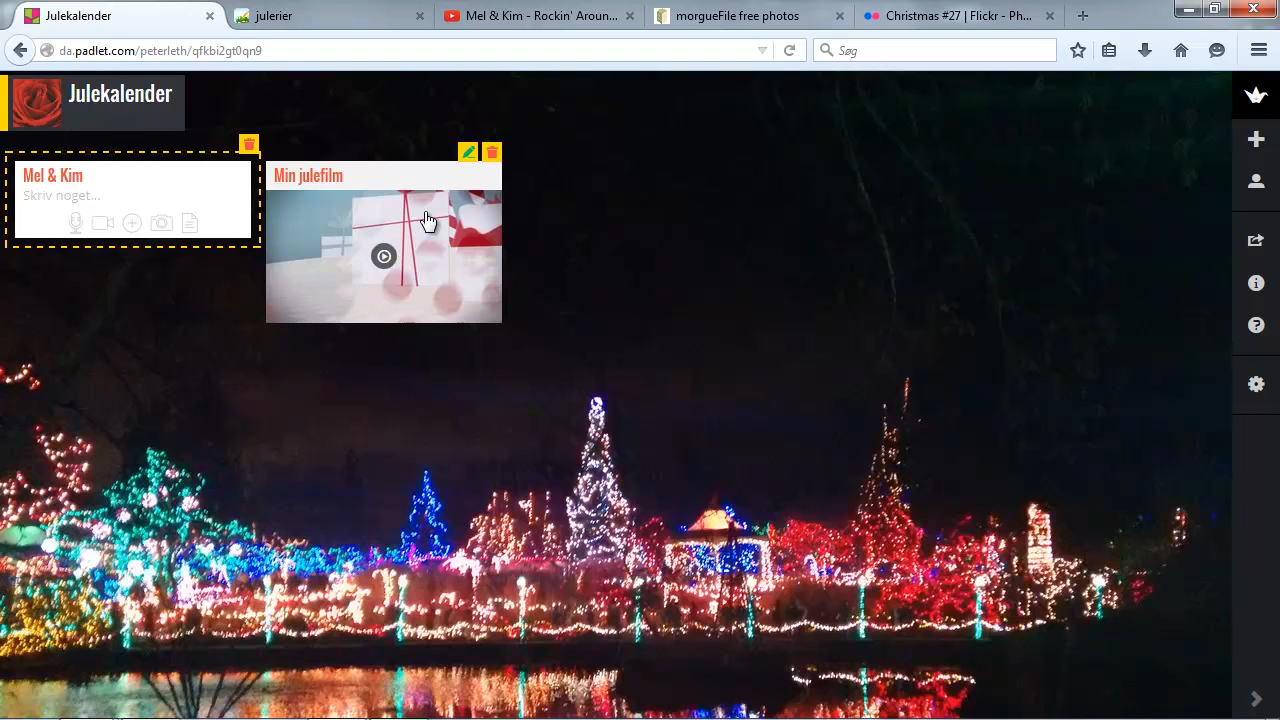 Julekalender
julerier
Mel & Kim - Rockin' Aroun...
morgueFile free photos
Christmas #27 | Flickr - Ph...
da.padlet.com/peterleth/qfkbi2gt0qn9
Søg
Julekalender
Mel & Kim
Skriv noget...
Min julefilm